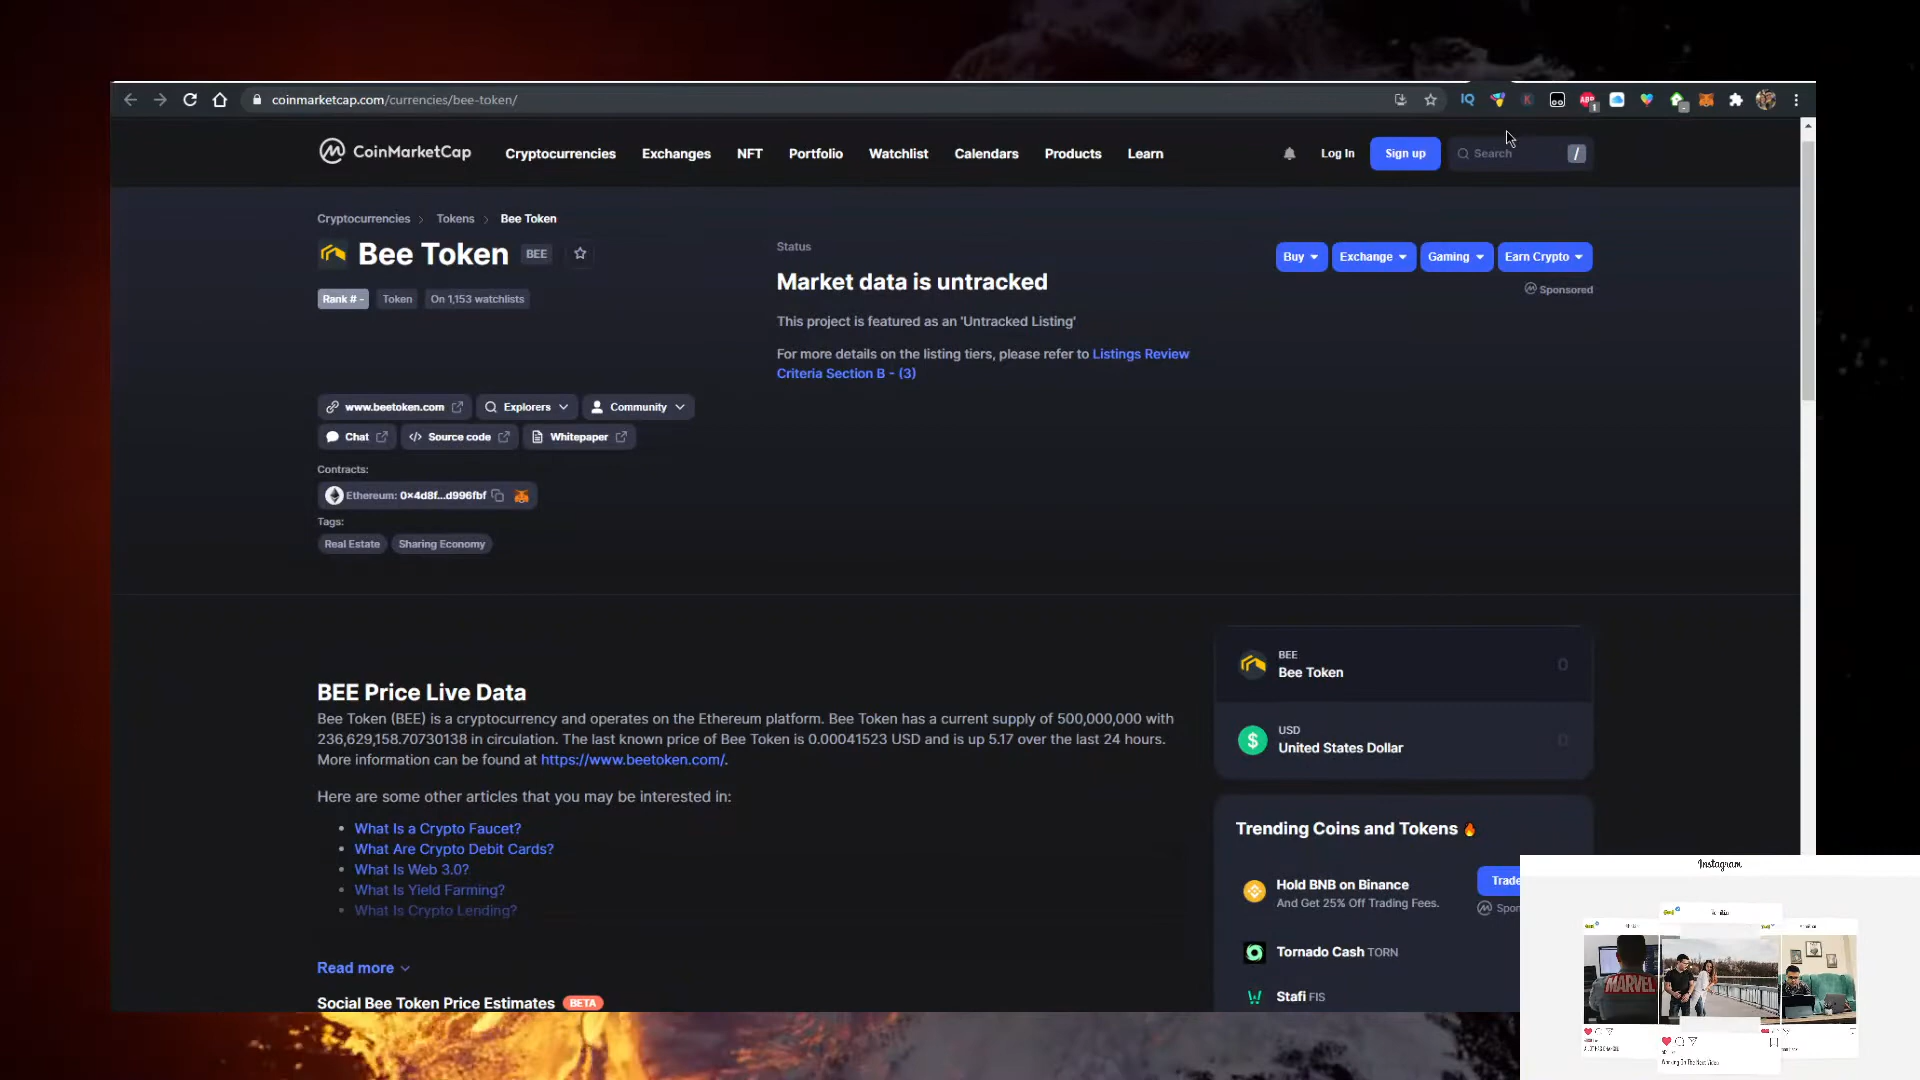 coinmarketcap.com/currencies/bee-token/
CoinMarketCap
Cryptocurrencies
Exchanges
NFT
Portfolio
Watchlist
Calendars
Products
Learn
Log In
Sign up
Search
/
Cryptocurrencies > Tokens > Bee Token
Bee Token BEE
Rank # -
Token
On 1,153 watchlists
Status
Market data is untracked
This project is featured as an 'Untracked Listing'
For more details on the listing tiers, please refer to Listings Review
Criteria Section B - (3)
Buy
Exchange
Gaming
Earn Crypto
Sponsored
www.beetoken.com
Explorers
Community
Chat
Source code
Whitepaper
Contracts:
Ethereum: 0x4d8f...d996fbf
Tags:
Real Estate
Sharing Economy
BEE Price Live Data
Bee Token (BEE) is a cryptocurrency and operates on the Ethereum platform. Bee Token has a current supply of 500,000,000 with
236,629,158.70730138 in circulation. The last known price of Bee Token is 0.00041523 USD and is up 5.17 over the last 24 hours.
More information can be found at https://www.beetoken.com/.
Here are some other articles that you may be interested in:
What Is a Crypto Faucet?
What Are Crypto Debit Cards?
What Is Web 3.0?
What Is Yield Farming?
What Is Crypto Lending?
Read more
Social Bee Token Price Estimates BETA
BEE
Bee Token
0
USD
United States Dollar
0
Trending Coins and Tokens
Hold BNB on Binance
And Get 25% Off Trading Fees.
Trade
Spon
Tornado Cash TORN
Stafi FIS
Instagram
MARVEL
Working On The Next Video